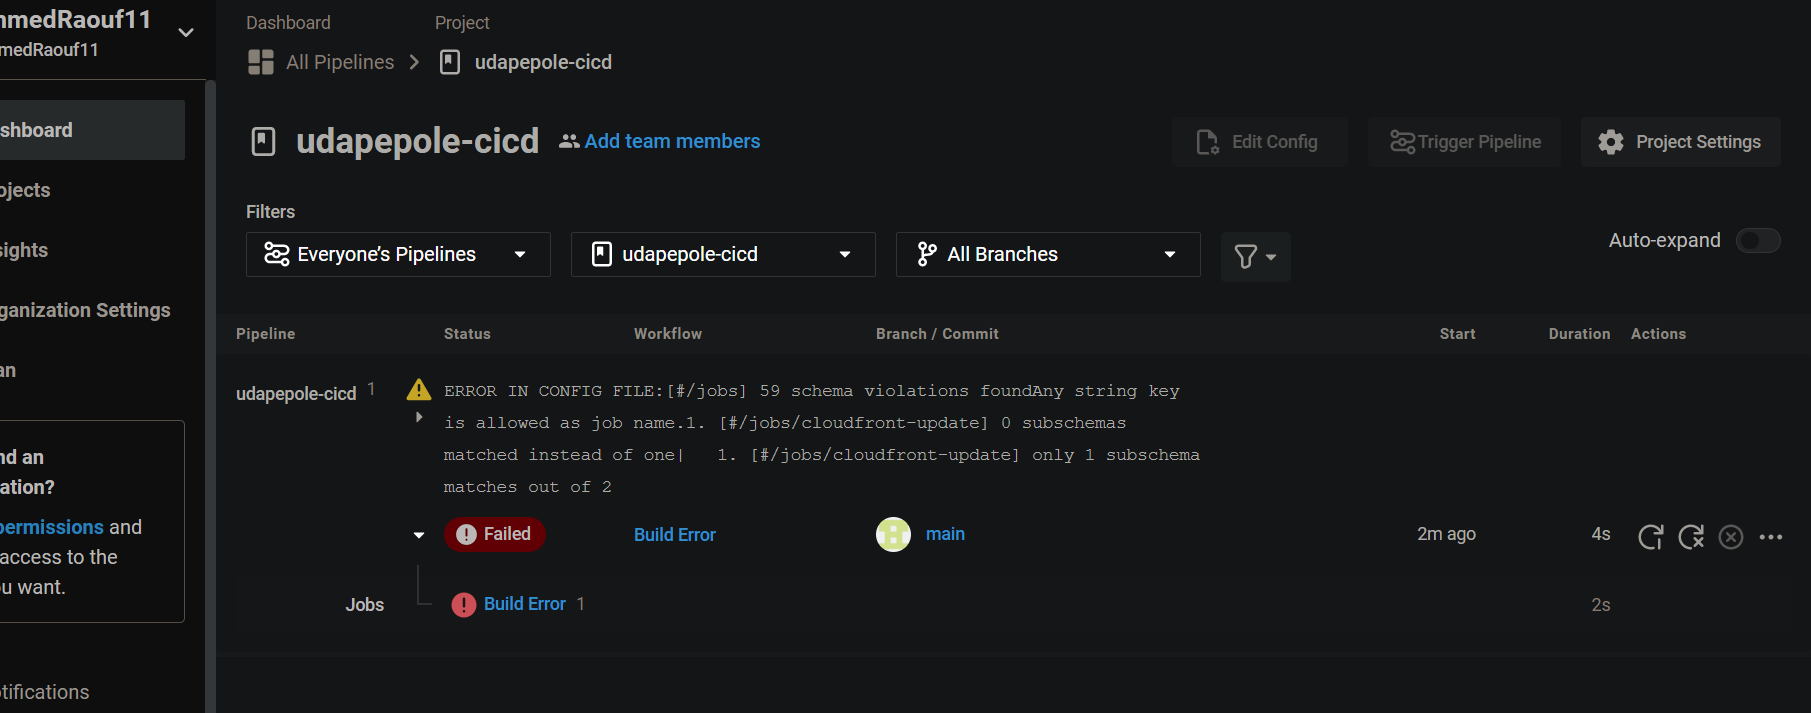 hmedRaouf11
medRaouf11
shboard
ojects
sights
ganization Settings
an
nd an
ation?
permissions and
access to the
u want.
tifications
Dashboard
Project
All Pipelines
udapepole-cicd
udapepole-cicd
Add team members
Edit Config
Trigger Pipeline
Project Settings
Filters
Everyone’s Pipelines
udapepole-cicd
All Branches
Auto-expand
Pipeline Status Workflow Branch / Commit Start Duration Actions
udapepole-cicd 1
ERROR IN CONFIG FILE:[#/jobs] 59 schema violations foundAny string key
is allowed as job name.1. [#/jobs/cloudfront-update] 0 subschemas
matched instead of one| 1. [#/jobs/cloudfront-update] only 1 subschema
matches out of 2
Failed Build Error main 2m ago 4s
Jobs Build Error 1 2s